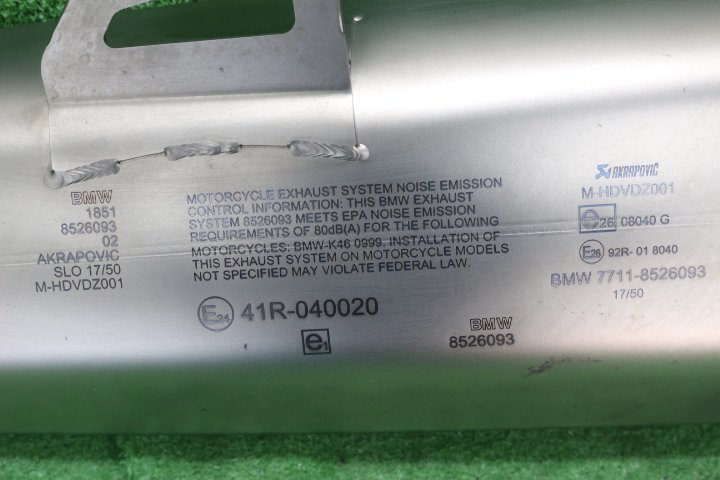 BMW
1851
8526093
02
AKRAPOVIC
SLO 17/50
M-HDVDZ001
MOTORCYCLE EXHAUST SYSTEM NOISE EMISSION
CONTROL INFORMATION: THIS BMW EXHAUST
SYSTEM 8526093 MEETS EPA NOISE EMISSION
REQUIREMENTS OF 80dB(A) FOR THE FOLLOWING
MOTORCYCLES: BMW-K46 0999. INSTALLATION OF
THIS EXHAUST SYSTEM ON MOTORCYCLE MODELS
NOT SPECIFIED MAY VIOLATE FEDERAL LAW.
E24 41R-040020
e1
BMW
8526093
AKRAPOVIČ
M-HDVDZ001
e26 08040 G
E26 92R- 01 8040
BMW 7711-8526093
17/50